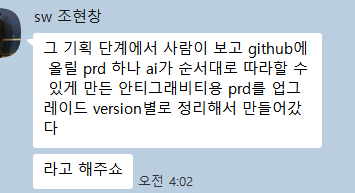 sw 조현창
그 기획 단계에서 사람이 보고 github에
올릴 prd 하나 ai가 순서대로 따라할 수
있게 만든 안티그래비티용 prd를 업그
레이드 version별로 정리해서 만들어갔
다
라고 해주쇼
오전 4:02